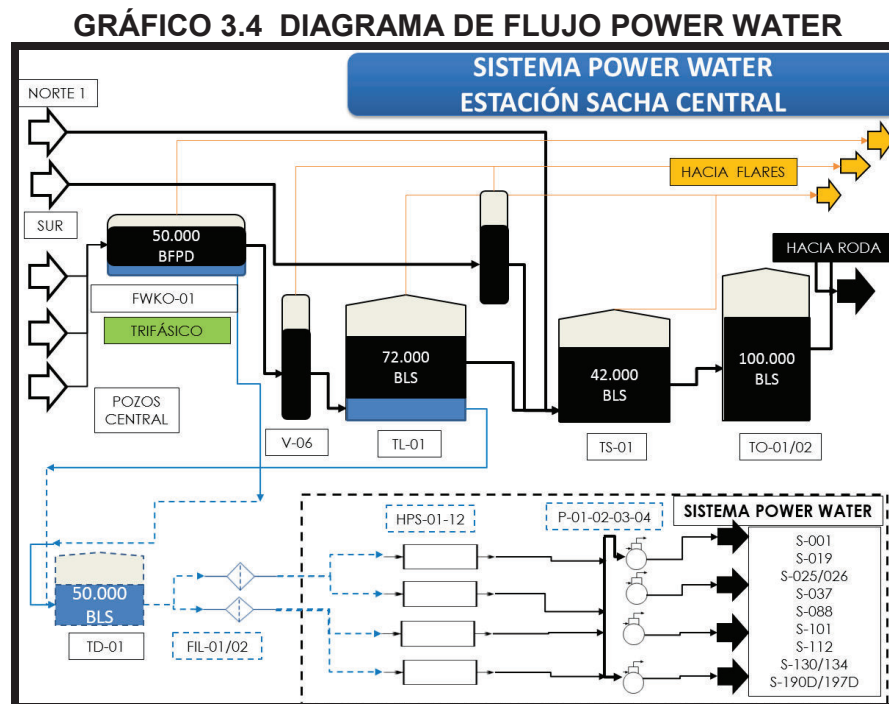 GRÁFICO 3.4 DIAGRAMA DE FLUJO POWER WATER
SISTEMA POWER WATER
ESTACIÓN SACHA CENTRAL
NORTE 1
SUR
HACIA FLARES
50.000
BFPD
HACIA RODA
FWKO-01
TRIFÁSICO
72.000
BLS
42.000
BLS
100.000
BLS
POZOS
CENTRAL
V-06
TL-01
TS-01
TO-01/02
HPS-01-12
P-01-02-03-04
SISTEMA POWER WATER
S-001
S-019
S-025/026
S-037
S-088
S-101
S-112
S-130/134
S-190D/197D
50.000
BLS
TD-01
FIL-01/02